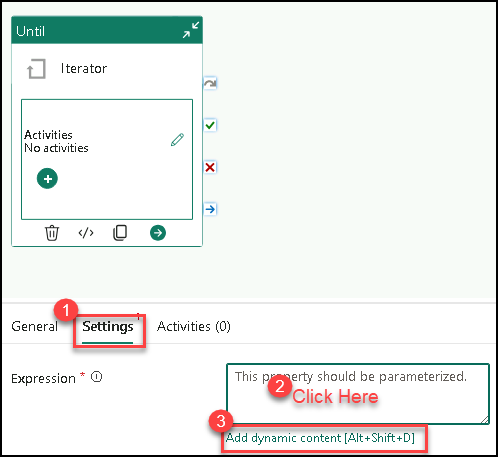 Until
Iterator
Activities
No activities
1
General Settings Activities (0)
Expression * This property should be parameterized.
2 Click Here
3
Add dynamic content [Alt+Shift+D]